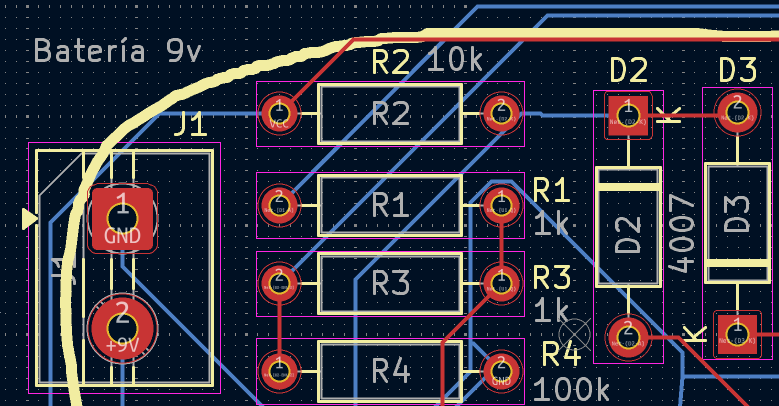 Batería 9v
R2 10k
D2
D3
J1
1
VCC
R2
2
1
K
2
2
R1
1
R1
1k
1
GND
D2
4007
D3
J1
2
R3
1
R3
1k
2
+9V
2
K
1
R4
1
R4
2
GND
100k